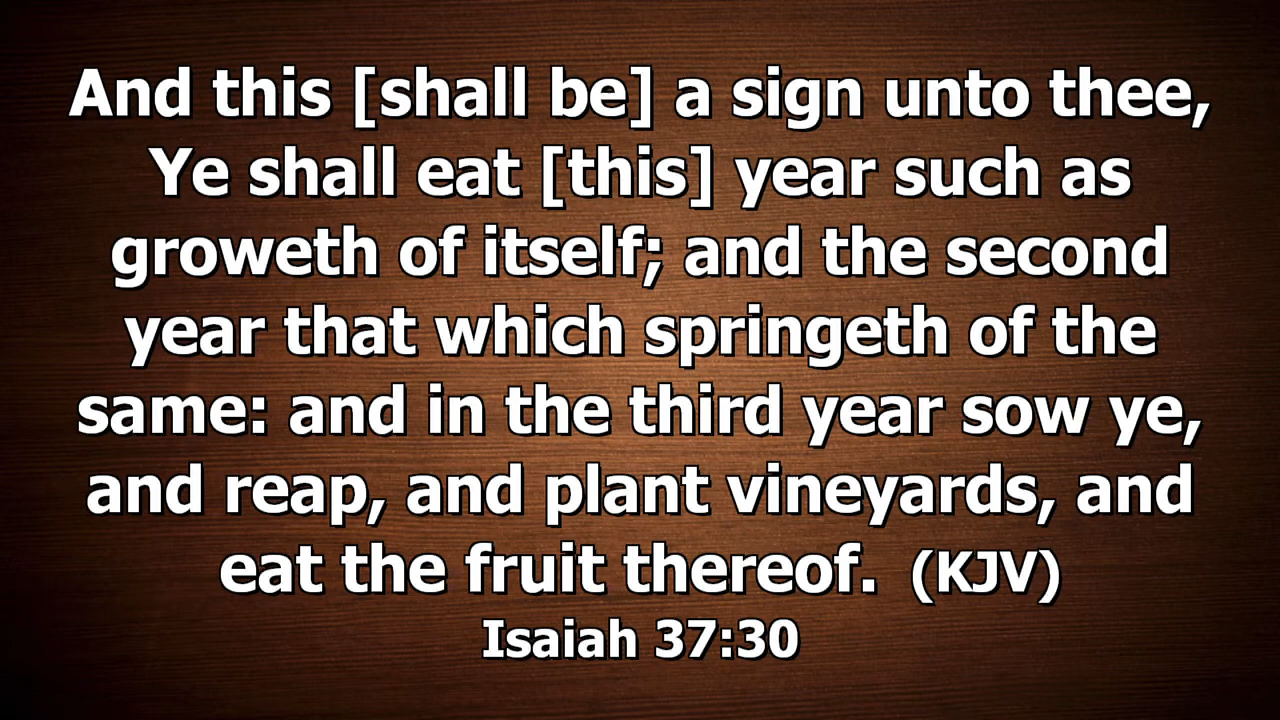 And this [shall be] a sign unto thee,
Ye shall eat [this] year such as
groweth of itself; and the second
year that which springeth of the
same: and in the third year sow ye,
and reap, and plant vineyards, and
eat the fruit thereof. (KJV)
Isaiah 37:30